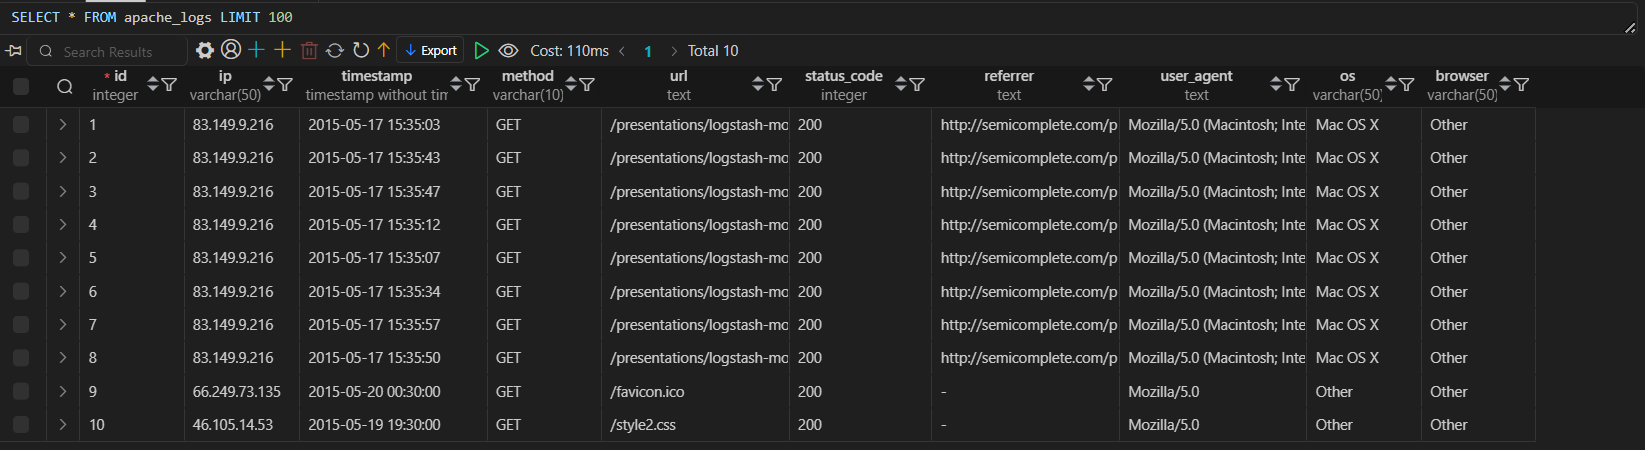 SELECT * FROM apache_logs LIMIT 100
Search Results Export Cost: 110ms 1 Total 10
* id ip timestamp method url status_code referrer user_agent os browser
integer varchar(50) timestamp without tim varchar(10) text integer text text varchar(50) varchar(50)
1 83.149.9.216 2015-05-17 15:35:03 GET /presentations/logstash-mo 200 http://semicomplete.com/p Mozilla/5.0 (Macintosh; Inte Mac OS X Other
2 83.149.9.216 2015-05-17 15:35:43 GET /presentations/logstash-mo 200 http://semicomplete.com/p Mozilla/5.0 (Macintosh; Inte Mac OS X Other
3 83.149.9.216 2015-05-17 15:35:47 GET /presentations/logstash-mo 200 http://semicomplete.com/p Mozilla/5.0 (Macintosh; Inte Mac OS X Other
4 83.149.9.216 2015-05-17 15:35:12 GET /presentations/logstash-mo 200 http://semicomplete.com/p Mozilla/5.0 (Macintosh; Inte Mac OS X Other
5 83.149.9.216 2015-05-17 15:35:07 GET /presentations/logstash-mo 200 http://semicomplete.com/p Mozilla/5.0 (Macintosh; Inte Mac OS X Other
6 83.149.9.216 2015-05-17 15:35:34 GET /presentations/logstash-mo 200 http://semicomplete.com/p Mozilla/5.0 (Macintosh; Inte Mac OS X Other
7 83.149.9.216 2015-05-17 15:35:57 GET /presentations/logstash-mo 200 http://semicomplete.com/p Mozilla/5.0 (Macintosh; Inte Mac OS X Other
8 83.149.9.216 2015-05-17 15:35:50 GET /presentations/logstash-mo 200 http://semicomplete.com/p Mozilla/5.0 (Macintosh; Inte Mac OS X Other
9 66.249.73.135 2015-05-20 00:30:00 GET /favicon.ico 200 - Mozilla/5.0 Other Other
10 46.105.14.53 2015-05-19 19:30:00 GET /style2.css 200 - Mozilla/5.0 Other Other